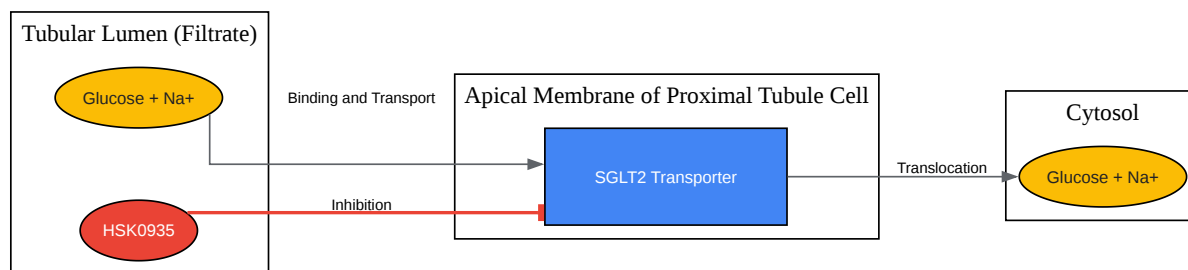 Tubular Lumen (Filtrate)
Glucose + Na+
HSK0935
Binding and Transport
Inhibition
Apical Membrane of Proximal Tubule Cell
SGLT2 Transporter
Translocation
Cytosol
Glucose + Na+